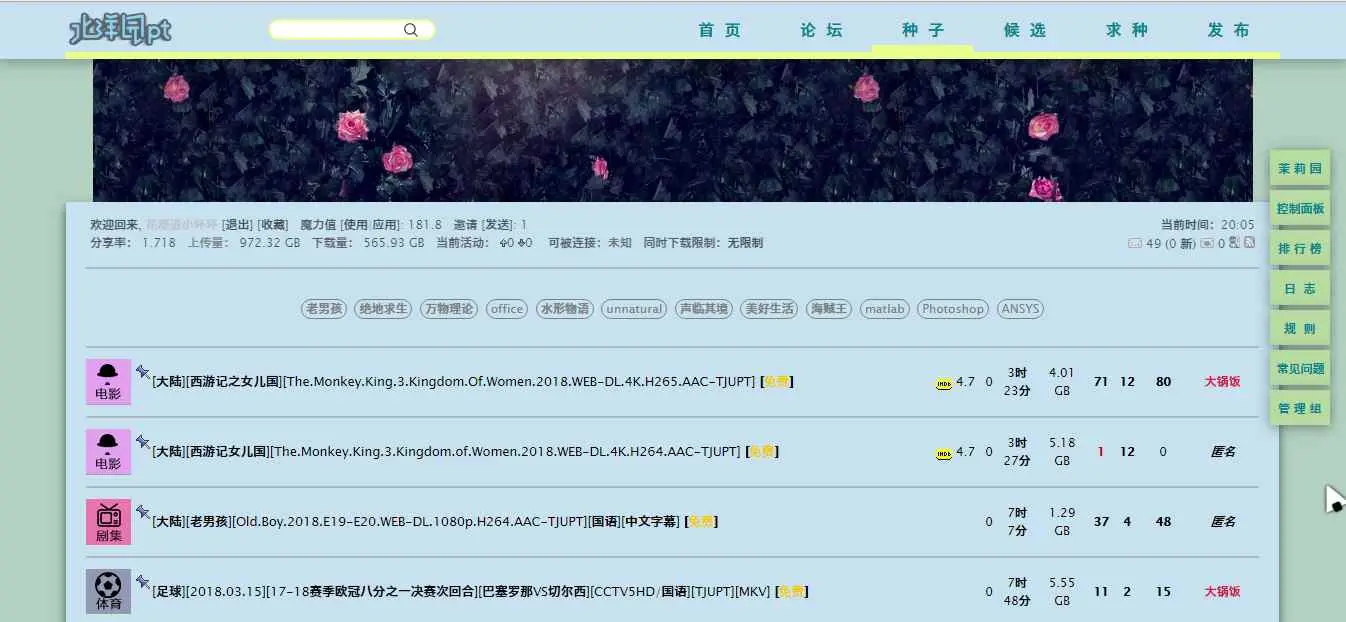 北洋园pt
首 页 论 坛 种 子 候 选 求 种 发 布
茉 莉 园
控制面板
排 行 榜
日 志
规 则
常见问题
管 理 组
欢迎回来, [退出] [收藏] 魔力值 [使用|应用]: 181.8 邀请 [发送]: 1 当前时间：20:05
分享率： 1.718 上传量： 972.32 GB 下载量： 565.93 GB 当前活动： 0 0 可被连接：未知 同时下载限制：无限制 49 (0 新) 0
老男孩 绝地求生 万物理论 office 水形物语 unnatural 声临其境 美好生活 海贼王 matlab Photoshop ANSYS
电影 [大陆][西游记之女儿国][The.Monkey.King.3.Kingdom.Of.Women.2018.WEB-DL.4K.H265.AAC-TJUPT] [免费] IMDb 4.7 0 3时 23分 4.01 GB 71 12 80 大锅饭
电影 [大陆][西游记女儿国][The.Monkey.King.3.Kingdom.of.Women.2018.WEB-DL.4K.H264.AAC-TJUPT] [免费] IMDb 4.7 0 3时 27分 5.18 GB 1 12 0 匿名
剧集 [大陆][老男孩][Old.Boy.2018.E19-E20.WEB-DL.1080p.H264.AAC-TJUPT][国语][中文字幕] [免费] 0 7时 7分 1.29 GB 37 4 48 匿名
体育 [足球][2018.03.15][17-18赛季欧冠八分之一决赛次回合][巴塞罗那VS切尔西][CCTV5HD/国语][TJUPT][MKV] [免费] 0 7时 48分 5.55 GB 11 2 15 大锅饭